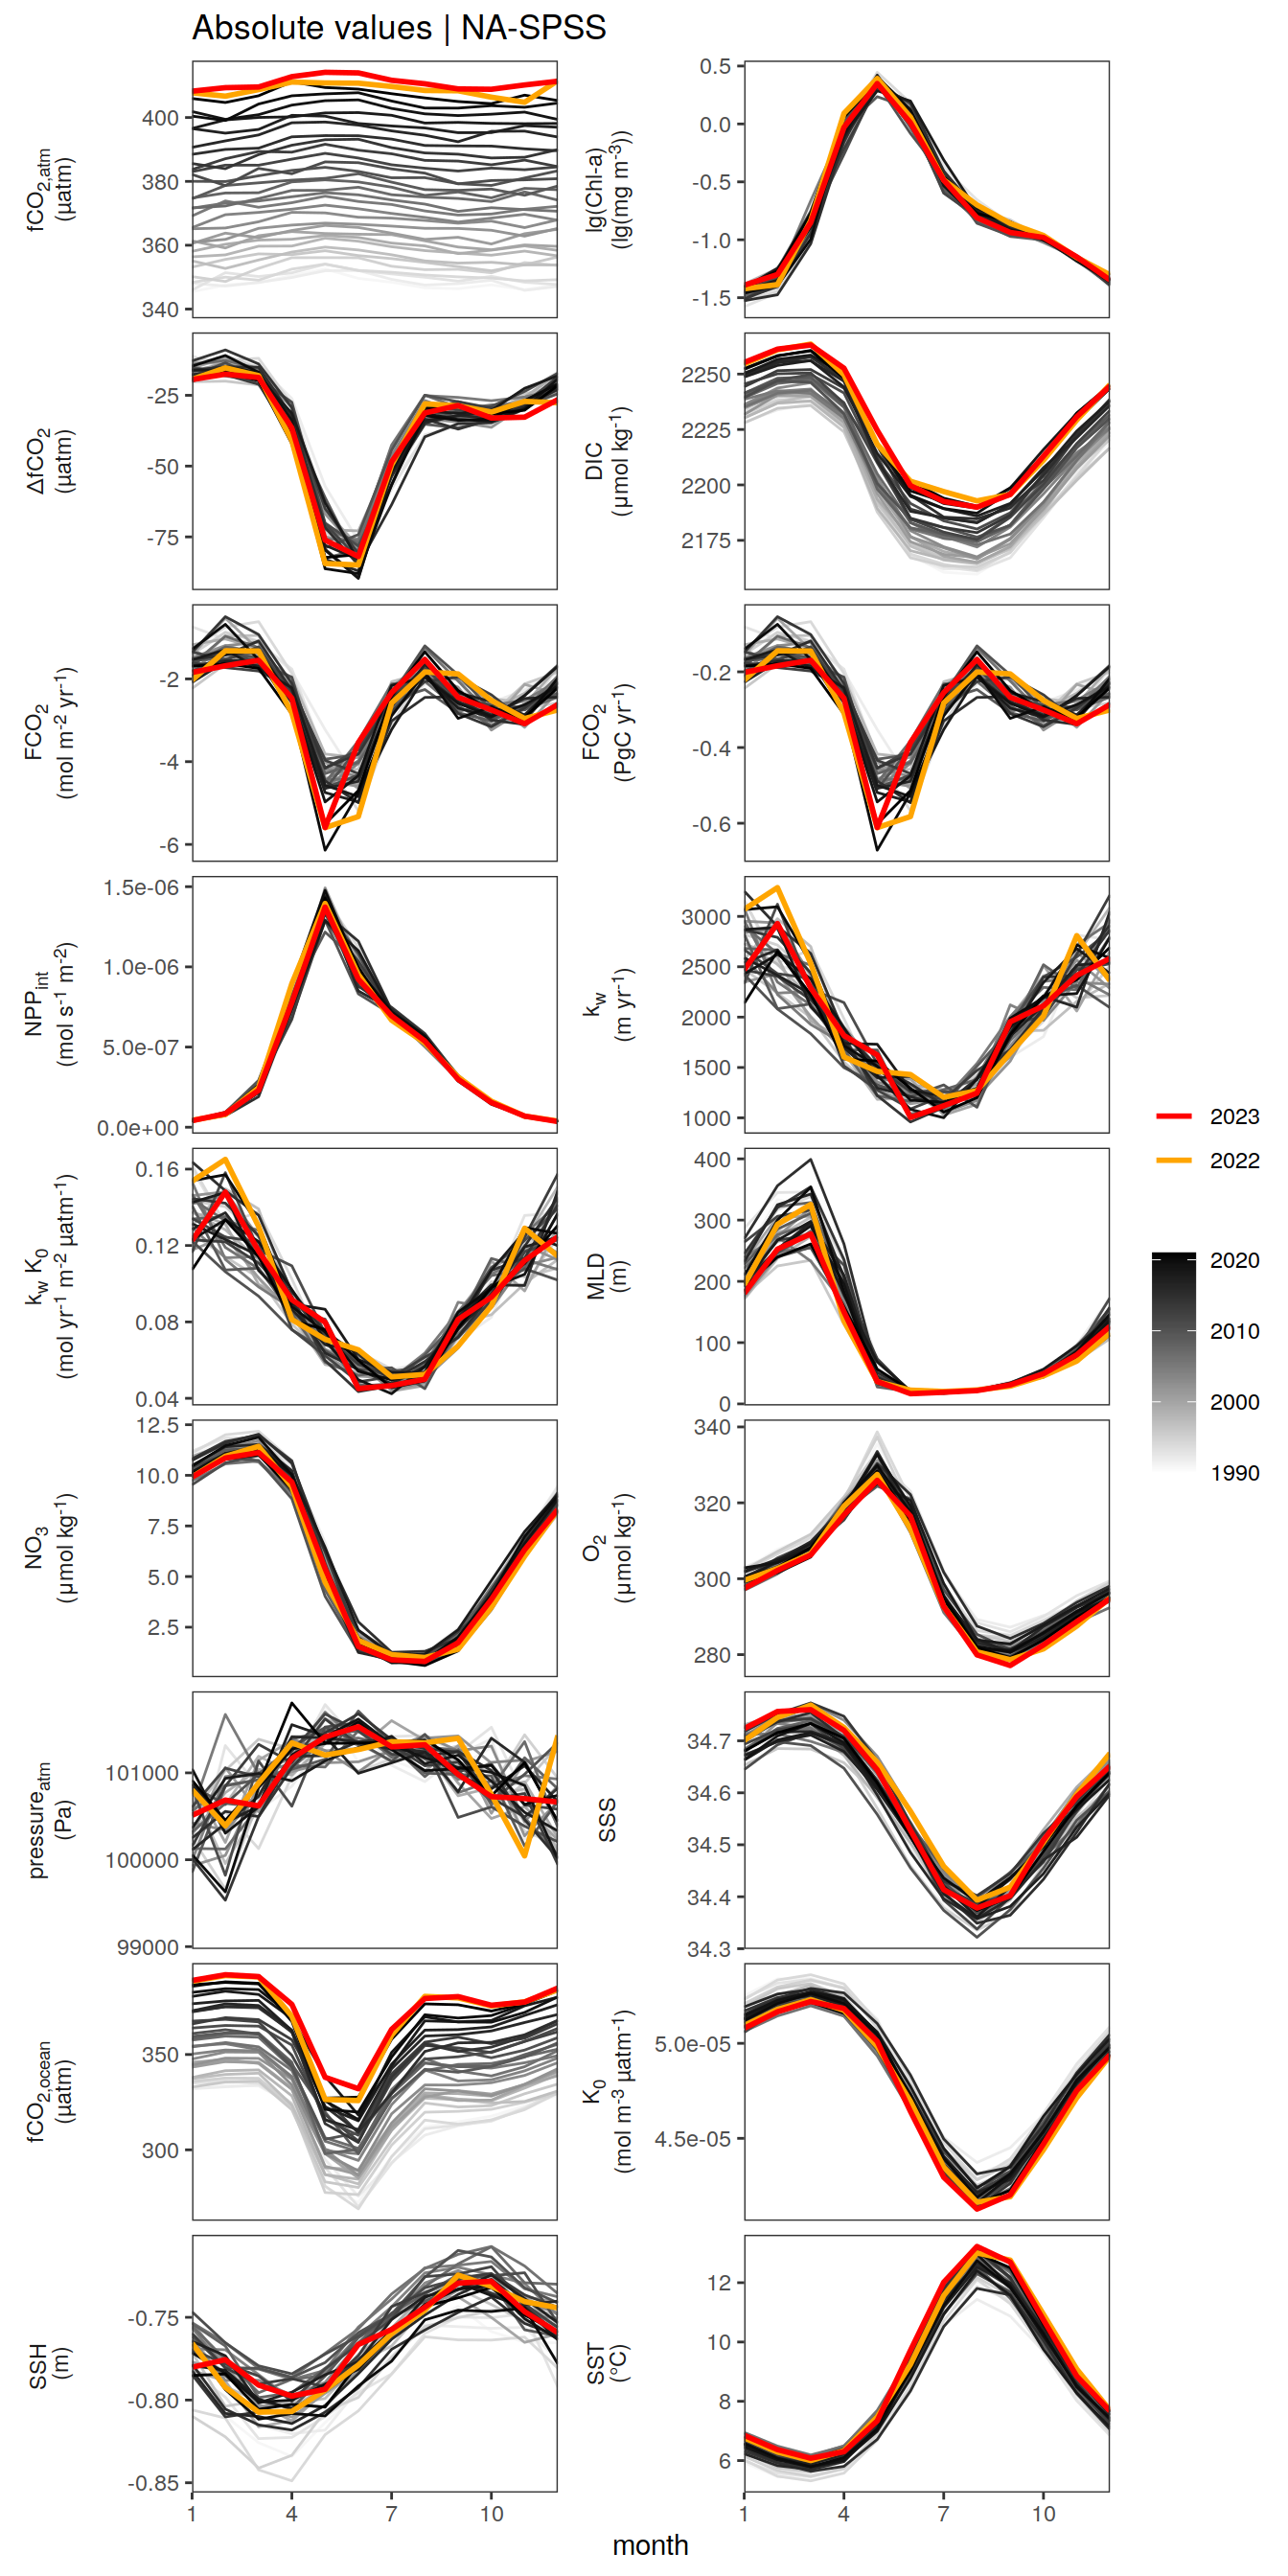 Absolute values | NA-SPSS
fCO2,atm
(µatm)
400
380
360
340
lg(Chl-a)
(lg(mg m-3))
0.5
0.0
-0.5
-1.0
-1.5
ΔfCO2
(µatm)
-25
-50
-75
DIC
(µmol kg-1)
2250
2225
2200
2175
FCO2
(mol m-2 yr-1)
-2
-4
-6
FCO2
(PgC yr-1)
-0.2
-0.4
-0.6
NPPint
(mol s-1 m-2)
1.5e-06
1.0e-06
5.0e-07
0.0e+00
kw
(m yr-1)
3000
2500
2000
1500
1000
kw K0
(mol yr-1 m-2 µatm-1)
0.16
0.12
0.08
0.04
MLD
(m)
400
300
200
100
0
NO3
(µmol kg-1)
12.5
10.0
7.5
5.0
2.5
O2
(µmol kg-1)
340
320
300
280
pressureatm
(Pa)
101000
100000
99000
SSS
34.7
34.6
34.5
34.4
34.3
fCO2,ocean
(µatm)
350
300
K0
(mol m-3 µatm-1)
5.0e-05
4.5e-05
SSH
(m)
-0.75
-0.80
-0.85
SST
(°C)
12
10
8
6
1 4 7 10
1 4 7 10
month
2023
2022
2020
2010
2000
1990